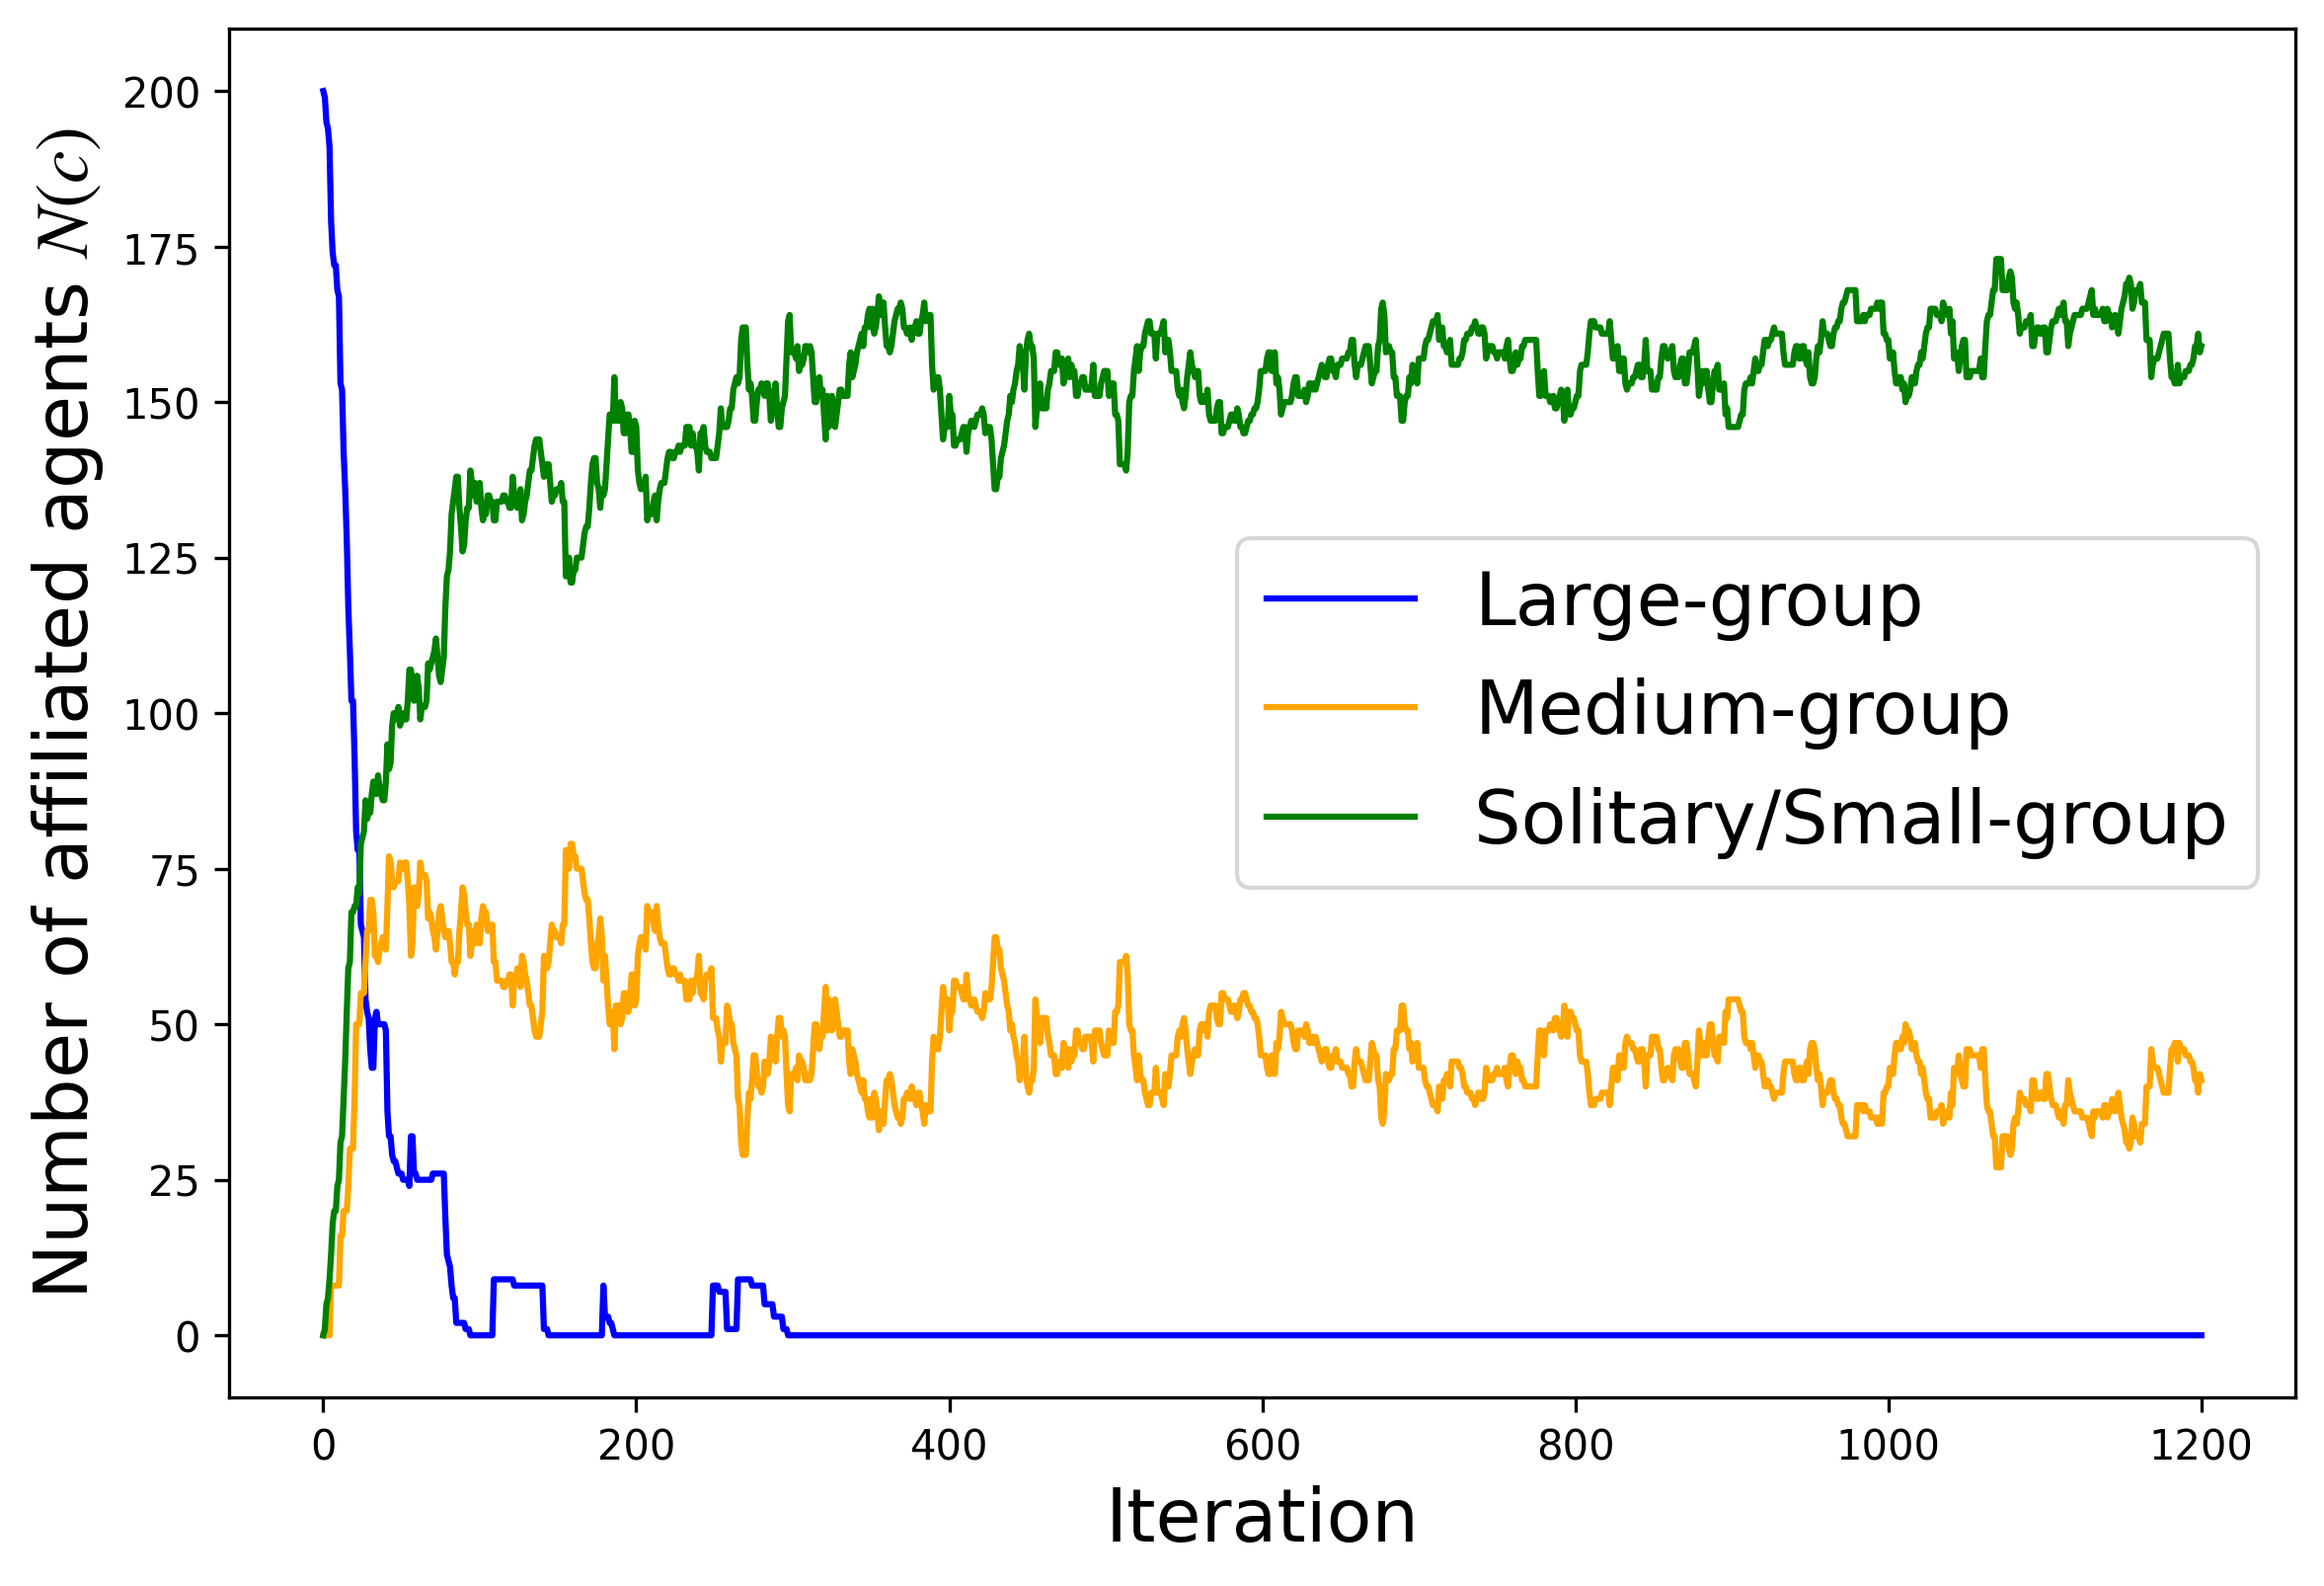 Number of affiliated agents N(c)
200
175
150
125
100
75
50
25
0
Large-group
Medium-group
Solitary/Small-group
0 200 400 600 800 1000 1200
Iteration